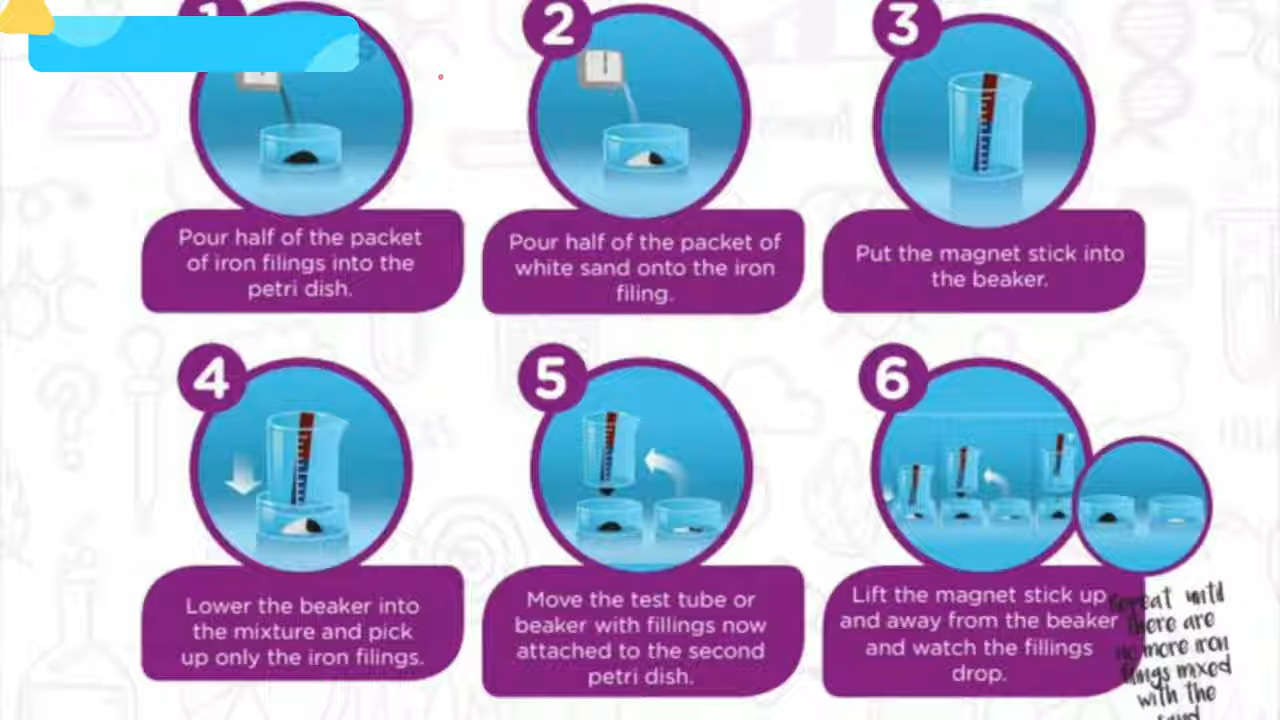 1
Pour half of the packet
of iron filings into the
petri dish.
2
Pour half of the packet of
white sand onto the iron
filing.
3
Put the magnet stick into
the beaker.
4
Lower the beaker into
the mixture and pick
up only the iron filings.
5
Move the test tube or
beaker with fillings now
attached to the second
petri dish.
6
Lift the magnet stick up
and away from the beaker
and watch the fillings
drop.
Repeat until
there are
no more iron
filings mixed
with the
sand